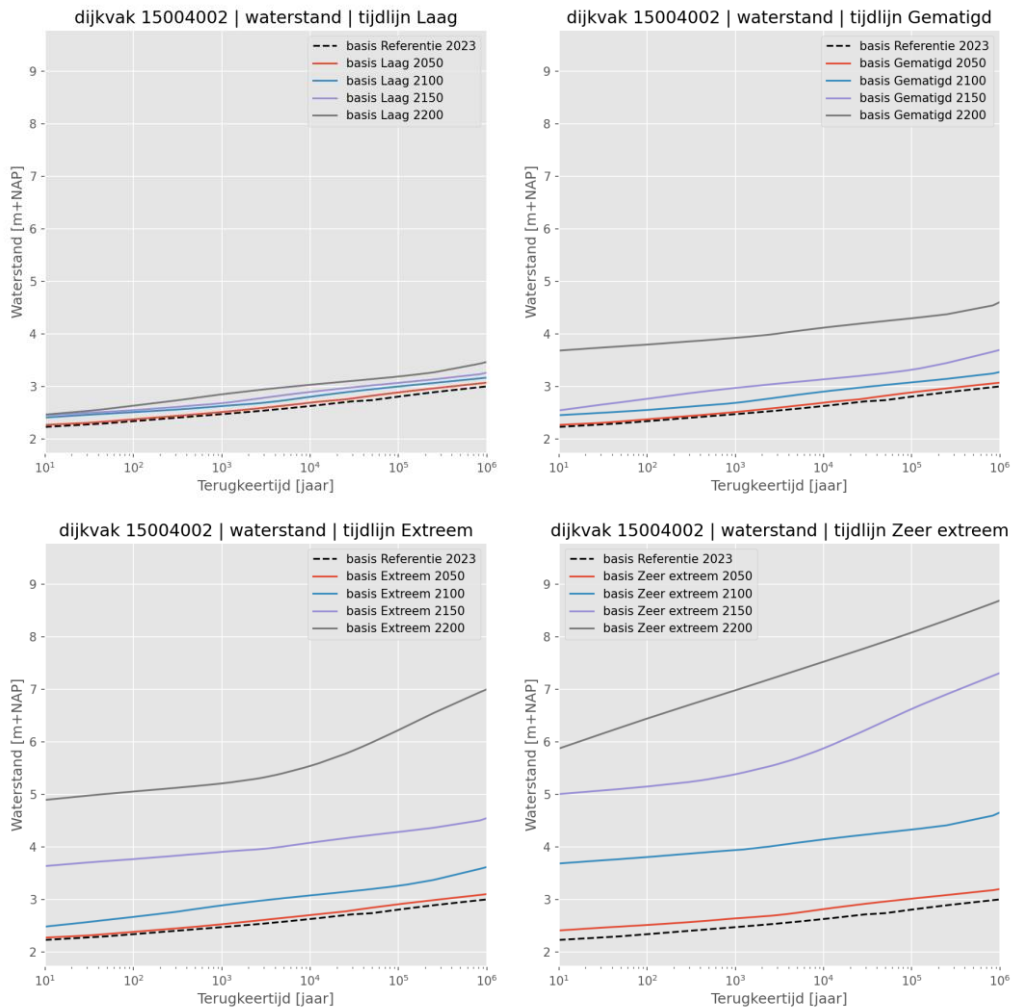 dijkvak 15004002 | waterstand | tijdlijn Laag
basis Referentie 2023
basis Laag 2050
basis Laag 2100
basis Laag 2150
basis Laag 2200
9
8
7
6
5
4
3
2
Waterstand [m+NAP]
10¹ 10² 10³ 10⁴ 10⁵ 10⁶
Terugkeertijd [jaar]
dijkvak 15004002 | waterstand | tijdlijn Gematigd
basis Referentie 2023
basis Gematigd 2050
basis Gematigd 2100
basis Gematigd 2150
basis Gematigd 2200
9
8
7
6
5
4
3
2
Waterstand [m+NAP]
10¹ 10² 10³ 10⁴ 10⁵ 10⁶
Terugkeertijd [jaar]
dijkvak 15004002 | waterstand | tijdlijn Extreem
basis Referentie 2023
basis Extreem 2050
basis Extreem 2100
basis Extreem 2150
basis Extreem 2200
9
8
7
6
5
4
3
2
Waterstand [m+NAP]
10¹ 10² 10³ 10⁴ 10⁵ 10⁶
Terugkeertijd [jaar]
dijkvak 15004002 | waterstand | tijdlijn Zeer extreem
basis Referentie 2023
basis Zeer extreem 2050
basis Zeer extreem 2100
basis Zeer extreem 2150
basis Zeer extreem 2200
9
8
7
6
5
4
3
2
Waterstand [m+NAP]
10¹ 10² 10³ 10⁴ 10⁵ 10⁶
Terugkeertijd [jaar]